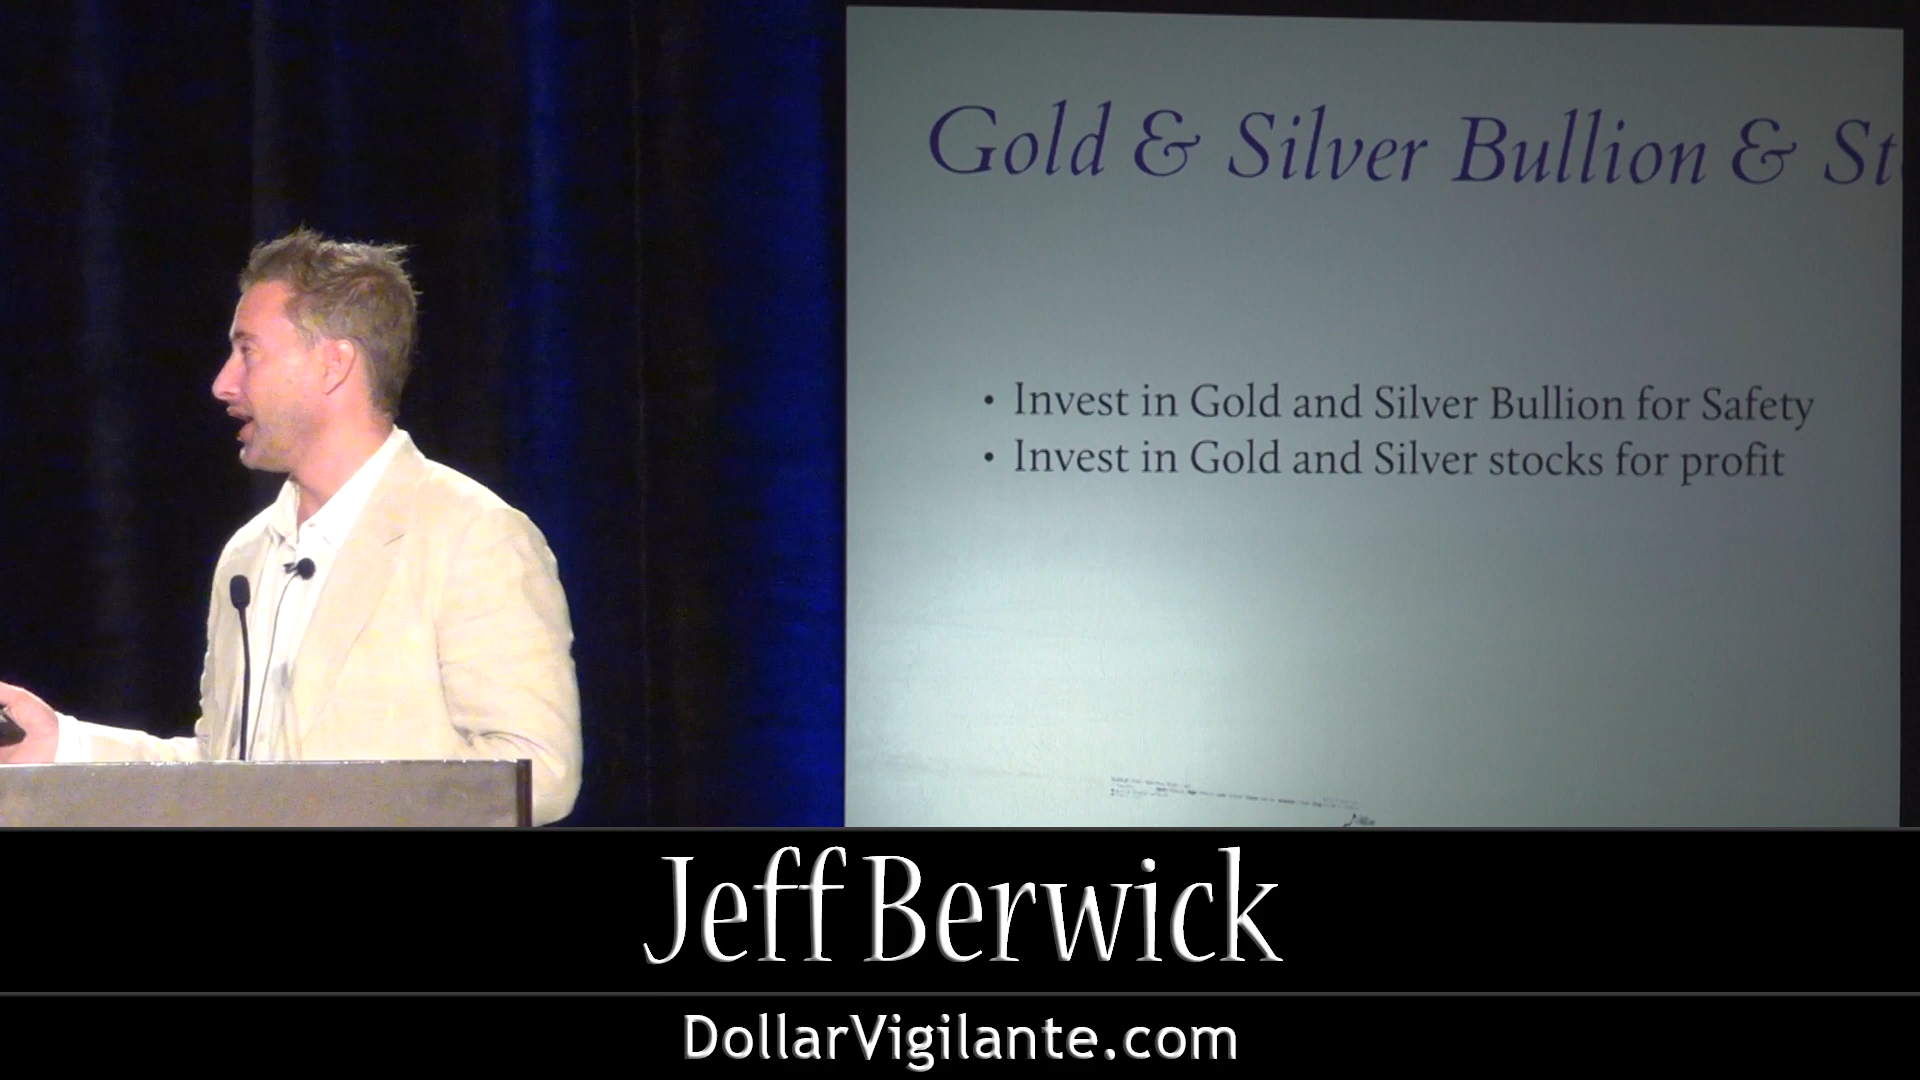 Gold & Silver Bullion & St
• Invest in Gold and Silver Bullion for Safety
• Invest in Gold and Silver stocks for profit
Jeff Berwick
DollarVigilante.com